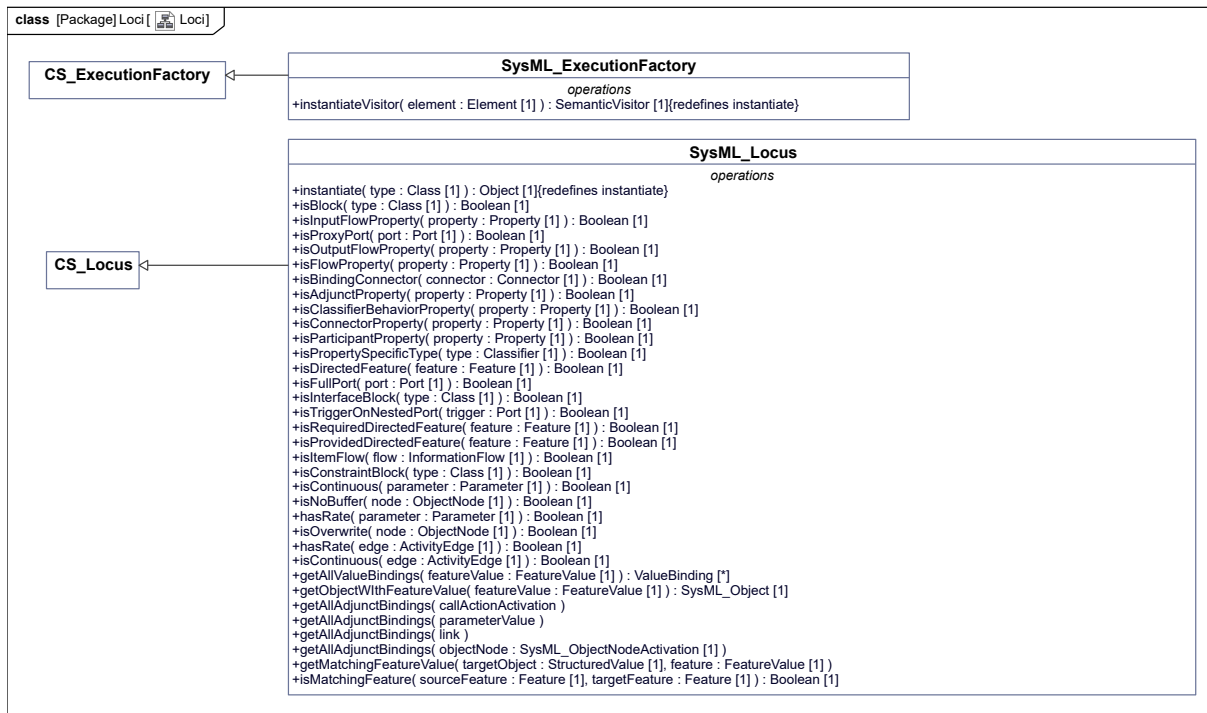 class [Package] Loci [ Loci]
CS_ExecutionFactory
SysML_ExecutionFactory
operations
+instantiateVisitor( element : Element [1] ) : SemanticVisitor [1]{redefines instantiate}
SysML_Locus
operations
+instantiate( type : Class [1] ) : Object [1]{redefines instantiate}
+isBlock( type : Class [1] ) : Boolean [1]
+isInputFlowProperty( property : Property [1] ) : Boolean [1]
+isProxyPort( port : Port [1] ) : Boolean [1]
+isOutputFlowProperty( property : Property [1] ) : Boolean [1]
CS_Locus
+isFlowProperty( property : Property [1] ) : Boolean [1]
+isBindingConnector( connector : Connector [1] ) : Boolean [1]
+isAdjunctProperty( property : Property [1] ) : Boolean [1]
+isClassifierBehaviorProperty( property : Property [1] ) : Boolean [1]
+isConnectorProperty( property : Property [1] ) : Boolean [1]
+isParticipantProperty( property : Property [1] ) : Boolean [1]
+isPropertySpecificType( type : Classifier [1] ) : Boolean [1]
+isDirectedFeature( feature : Feature [1] ) : Boolean [1]
+isFullPort( port : Port [1] ) : Boolean [1]
+isInterfaceBlock( type : Class [1] ) : Boolean [1]
+isTriggerOnNestedPort( trigger : Port [1] ) : Boolean [1]
+isRequiredDirectedFeature( feature : Feature [1] ) : Boolean [1]
+isProvidedDirectedFeature( feature : Feature [1] ) : Boolean [1]
+isItemFlow( flow : InformationFlow [1] ) : Boolean [1]
+isConstraintBlock( type : Class [1] ) : Boolean [1]
+isContinuous( parameter : Parameter [1] ) : Boolean [1]
+isNoBuffer( node : ObjectNode [1] ) : Boolean [1]
+hasRate( parameter : Parameter [1] ) : Boolean [1]
+isOverwrite( node : ObjectNode [1] ) : Boolean [1]
+hasRate( edge : ActivityEdge [1] ) : Boolean [1]
+isContinuous( edge : ActivityEdge [1] ) : Boolean [1]
+getAllValueBindings( featureValue : FeatureValue [1] ) : ValueBinding [*]
+getObjectWIthFeatureValue( featureValue : FeatureValue [1] ) : SysML_Object [1]
+getAllAdjunctBindings( callActionActivation )
+getAllAdjunctBindings( parameterValue )
+getAllAdjunctBindings( link )
+getAllAdjunctBindings( objectNode : SysML_ObjectNodeActivation [1] )
+getMatchingFeatureValue( targetObject : StructuredValue [1], feature : FeatureValue [1] )
+isMatchingFeature( sourceFeature : Feature [1], targetFeature : Feature [1] ) : Boolean [1]